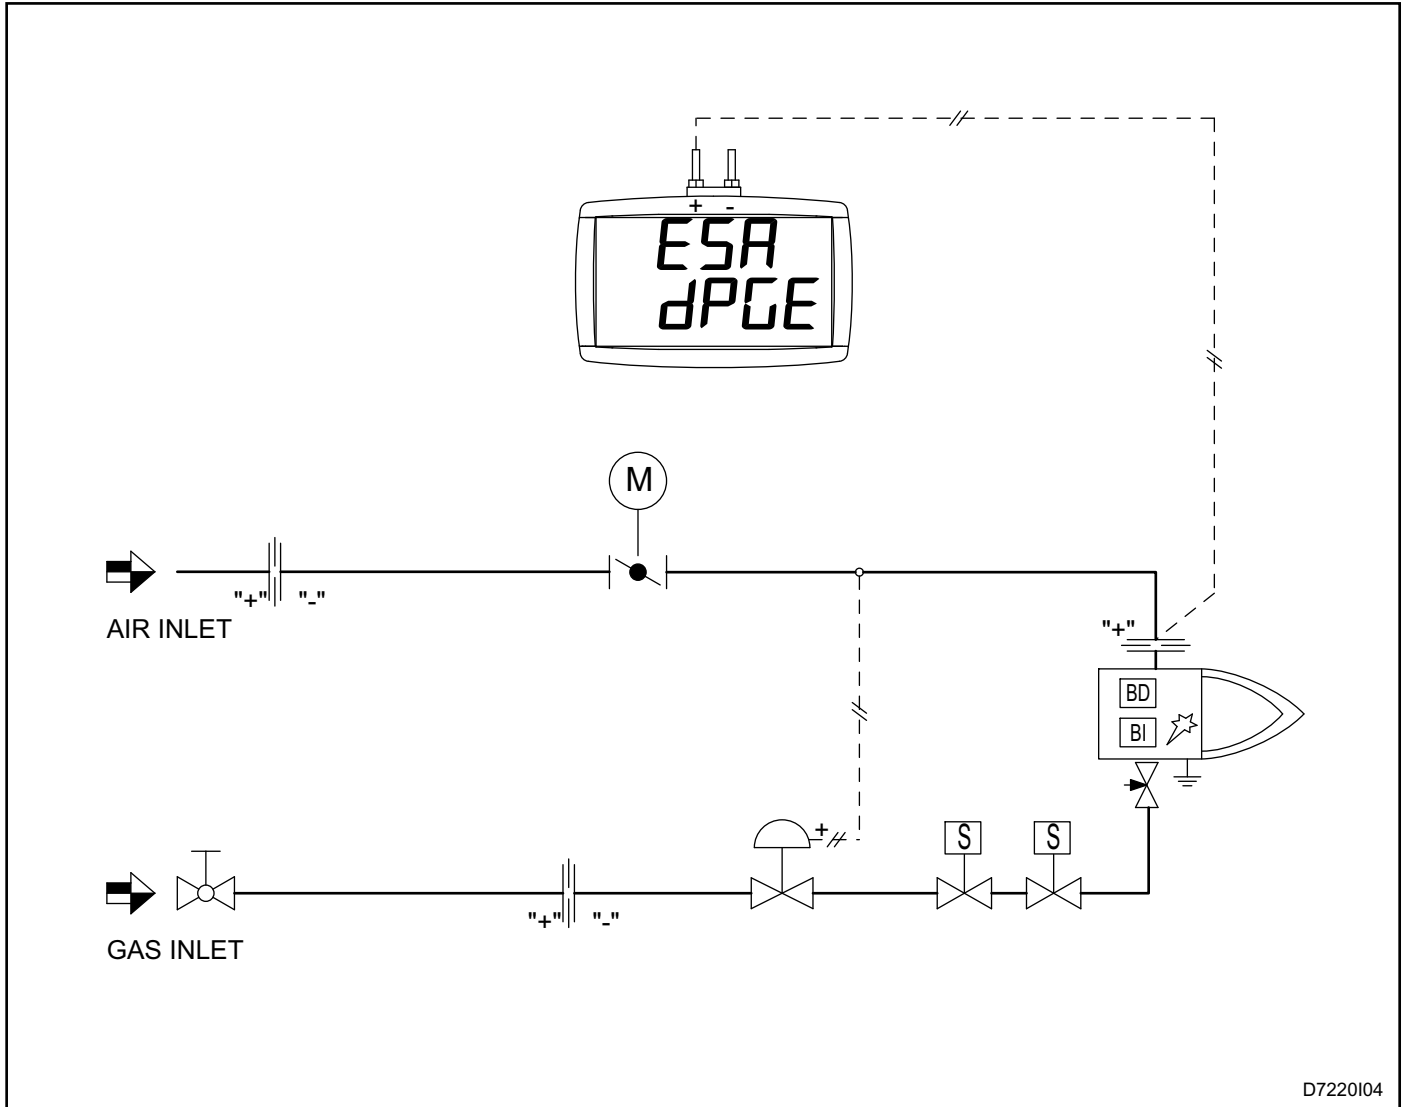 + -
ESA
dPGE
M
"+" "-"
AIR INLET
"+"
BD
BI
+
S S
"+" "-"
GAS INLET
D7220I04